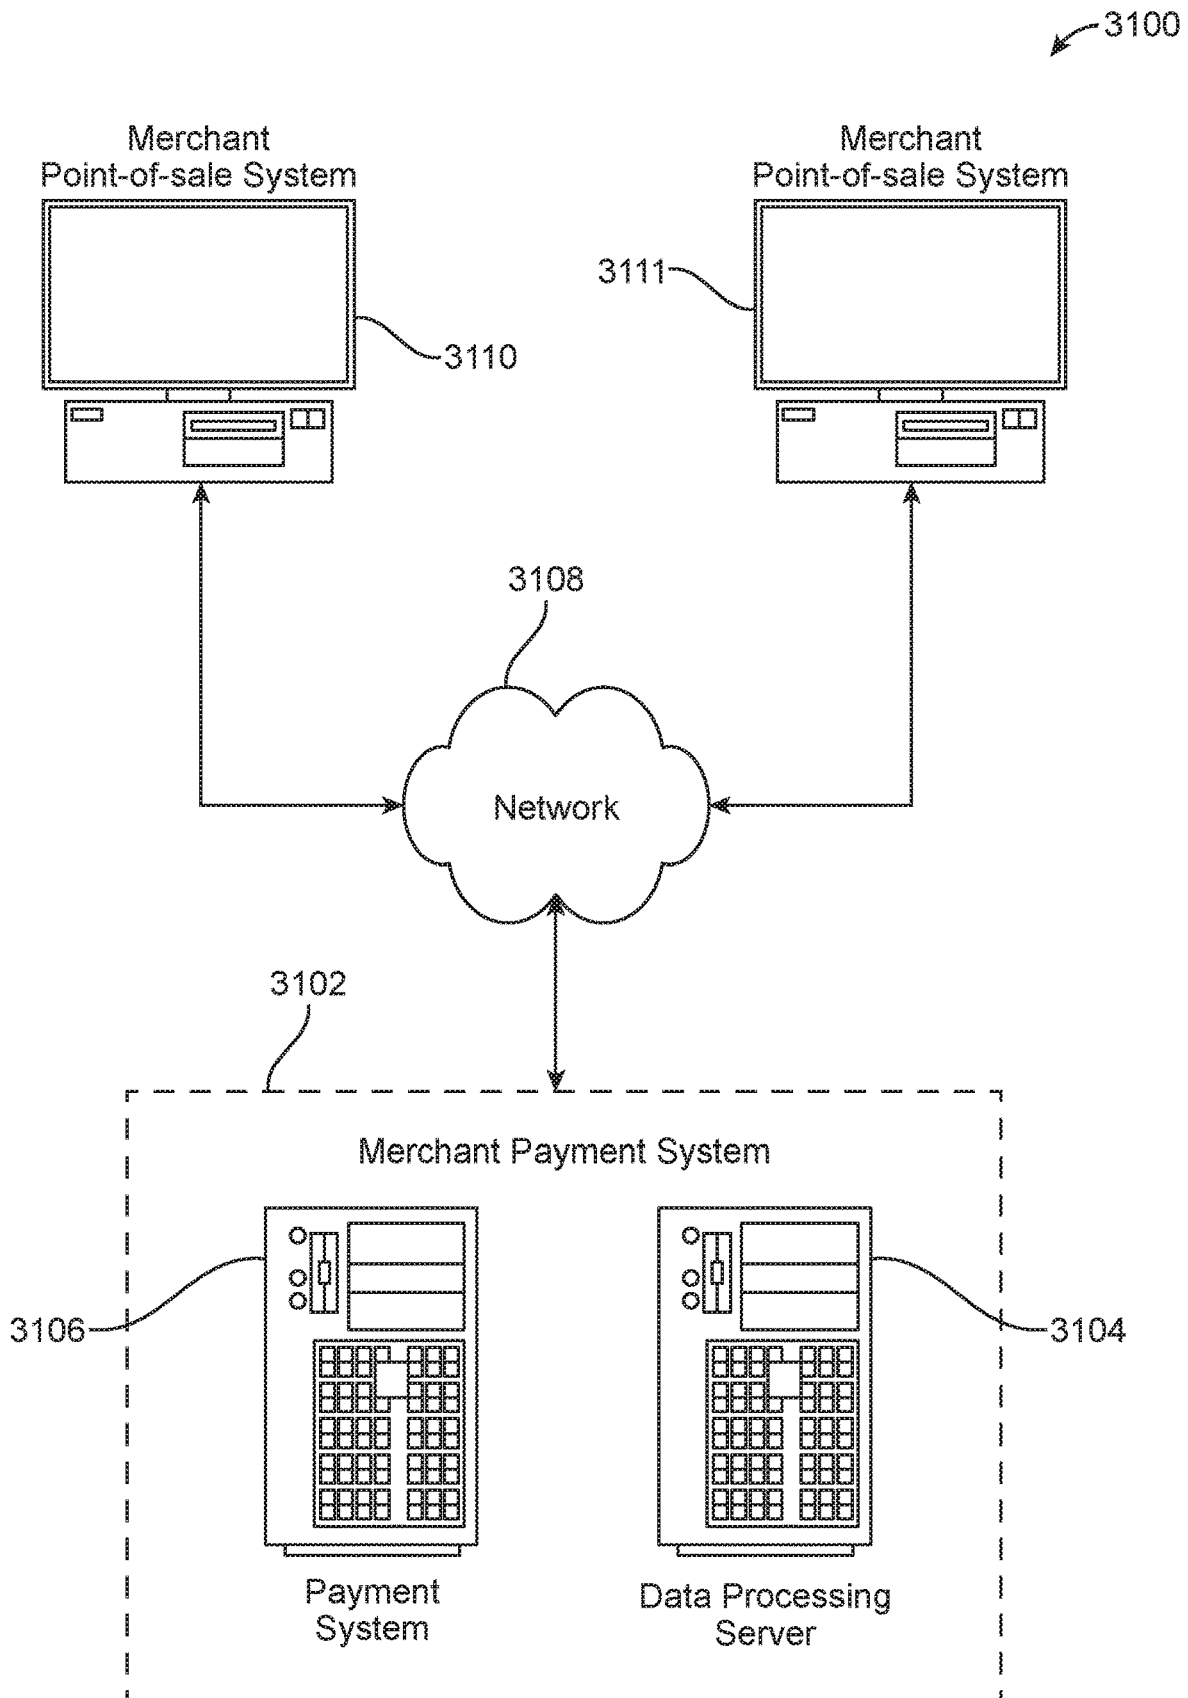 3100
Merchant
Point-of-sale System
Merchant
Point-of-sale System
3111
3110
3108
Network
3102
Merchant Payment System
3106
3104
Payment
System
Data Processing
Server